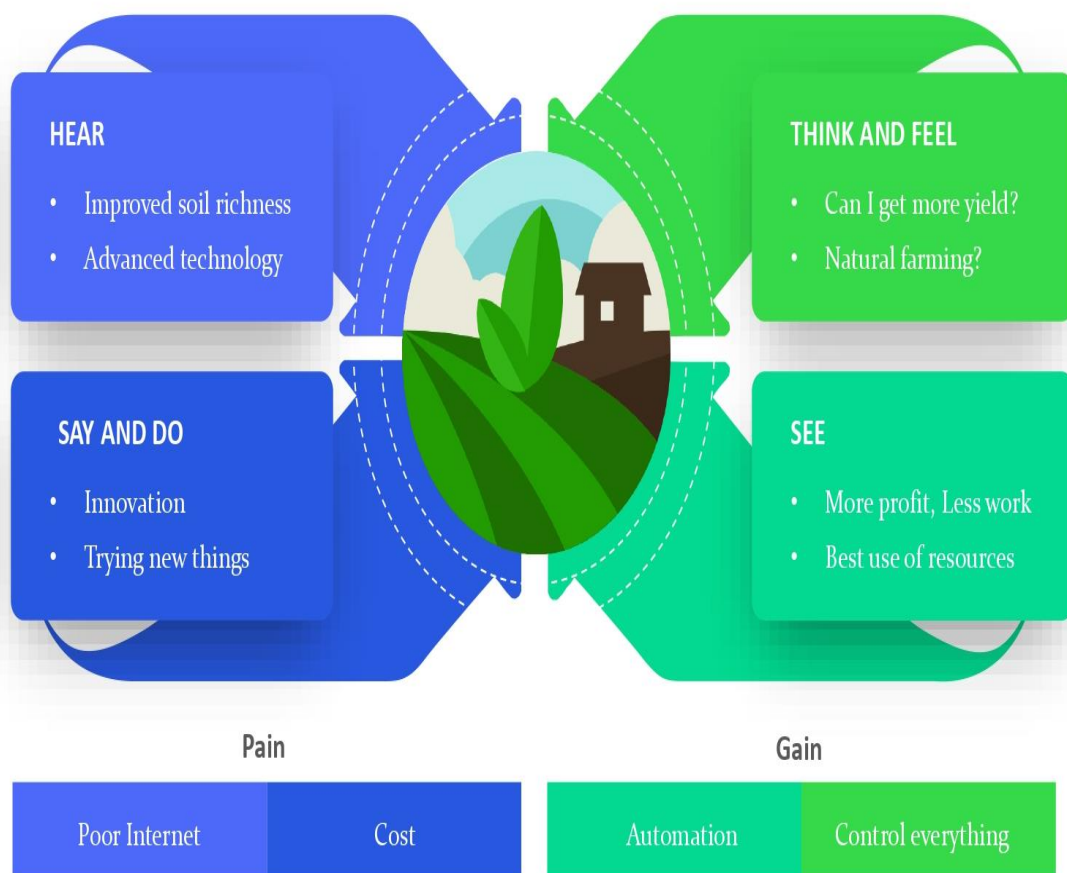 HEAR
• Improved soil richness
• Advanced technology
THINK AND FEEL
• Can I get more yield?
• Natural farming?
SAY AND DO
• Innovation
• Trying new things
SEE
• More profit, Less work
• Best use of resources
Pain
Poor Internet
Cost
Gain
Automation
Control everything